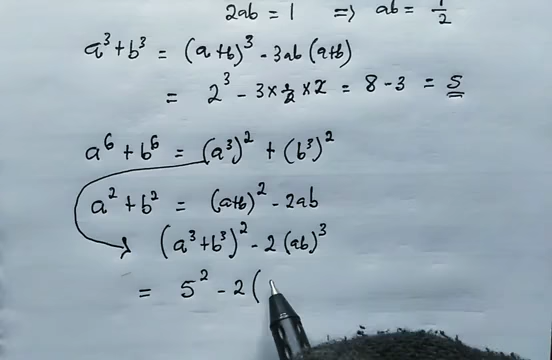 2ab = 1 => ab = 1/2
a³ + b³ = (a+b)³ - 3ab (a+b)
= 2³ - 3 × 1/2 × 2 = 8 - 3 = 5
a⁶ + b⁶ = (a³)² + (b³)²
a² + b² = (a+b)² - 2ab
(a³ + b³)² - 2 (ab)³
= 5² - 2 (